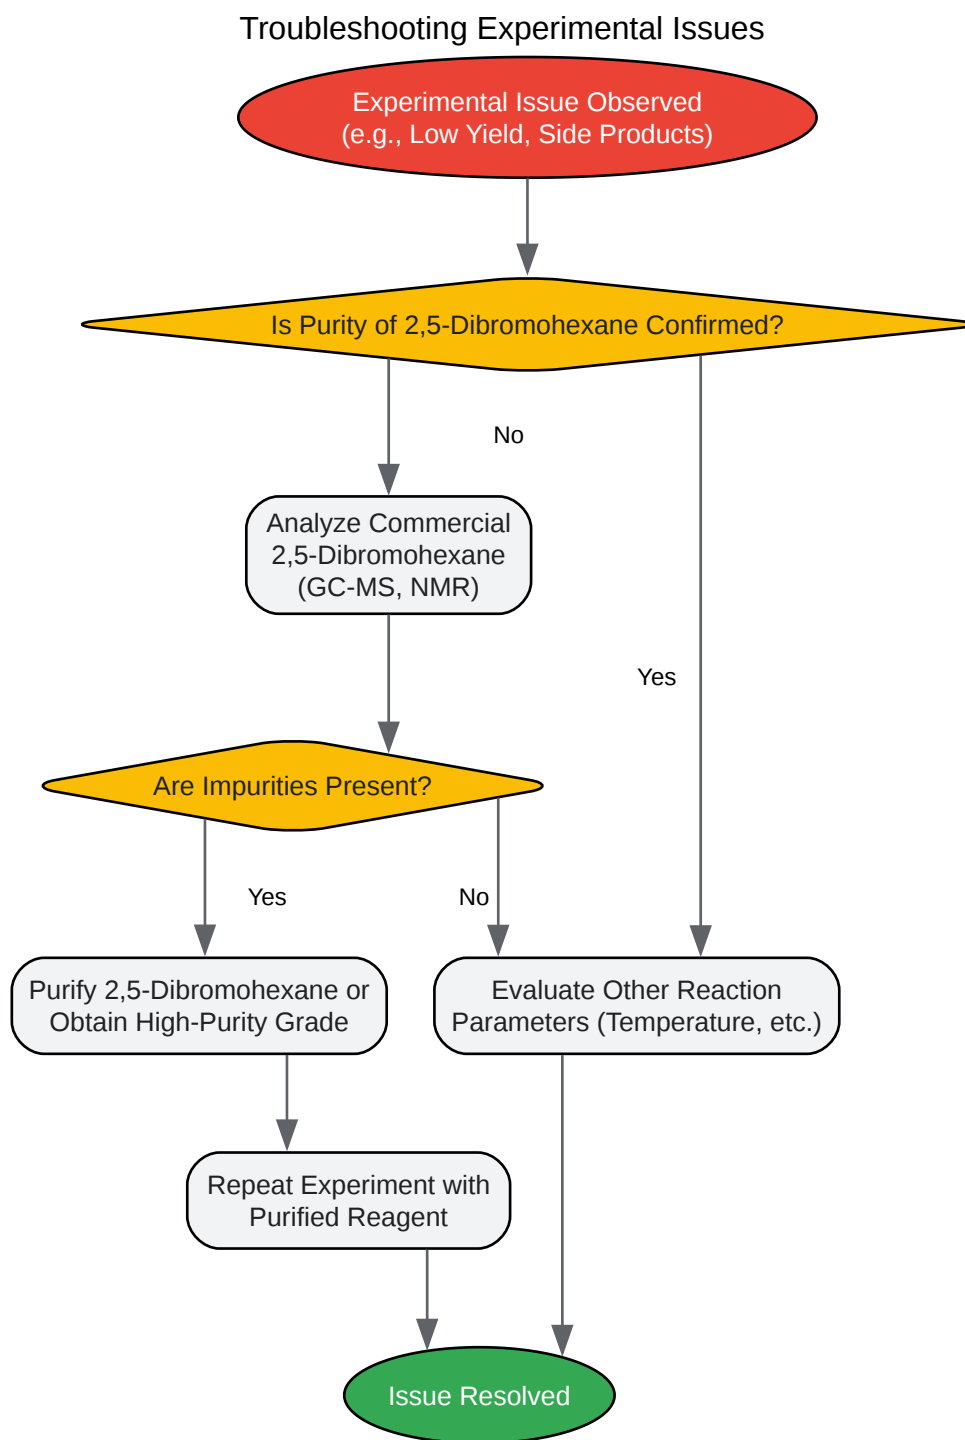 Troubleshooting Experimental Issues
Experimental Issue Observed
(e.g., Low Yield, Side Products)
Is Purity of 2,5-Dibromohexane Confirmed?
No
Analyze Commercial
2,5-Dibromohexane
(GC-MS, NMR)
Yes
Are Impurities Present?
Yes
No
Purify 2,5-Dibromohexane or
Obtain High-Purity Grade
Evaluate Other Reaction
Parameters (Temperature, etc.)
Repeat Experiment with
Purified Reagent
Issue Resolved